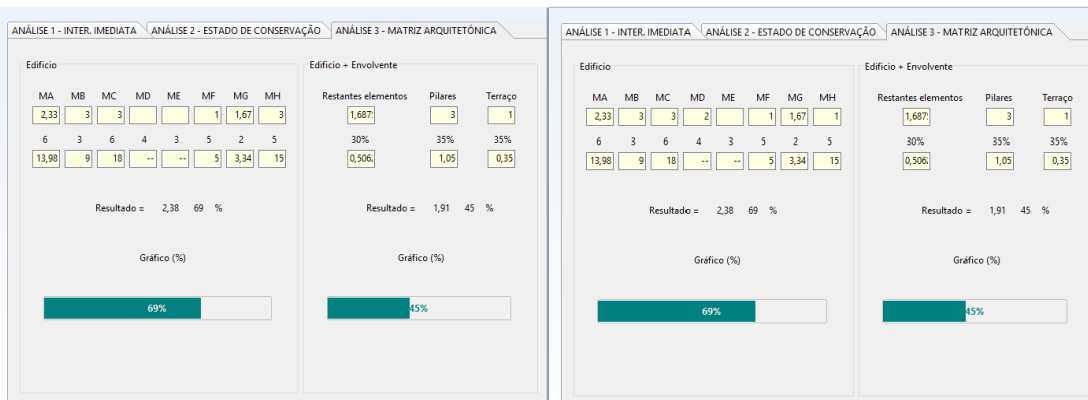 ANÁLISE 1 - INTER. IMEDIATA ANÁLISE 2 - ESTADO DE CONSERVAÇÃO ANÁLISE 3 - MATRIZ ARQUITETÓNICA
Edifício Edifício + Envolvente
MA MB MC MD ME MF MG MH Restantes elementos Pilares Terraço
2,33 3 3 1 1,67 3 1,687 3 1
6 3 6 4 3 5 2 5 30% 35% 35%
13,98 9 18 -- -- 5 3,34 15 0,506 1,05 0,35
Resultado = 2,38 69 % Resultado = 1,91 45 %
Gráfico (%) Gráfico (%)
69% 45%
ANÁLISE 1 - INTER. IMEDIATA ANÁLISE 2 - ESTADO DE CONSERVAÇÃO ANÁLISE 3 - MATRIZ ARQUITETÓNICA
Edifício Edifício + Envolvente
MA MB MC MD ME MF MG MH Restantes elementos Pilares Terraço
2,33 3 3 2 1 1,67 1 1,687 3 1
6 3 6 4 3 5 2 5 30% 35% 35%
13,98 9 18 -- -- 5 3,34 15 0,506 1,05 0,35
Resultado = 2,38 69 % Resultado = 1,91 45 %
Gráfico (%) Gráfico (%)
69% 45%